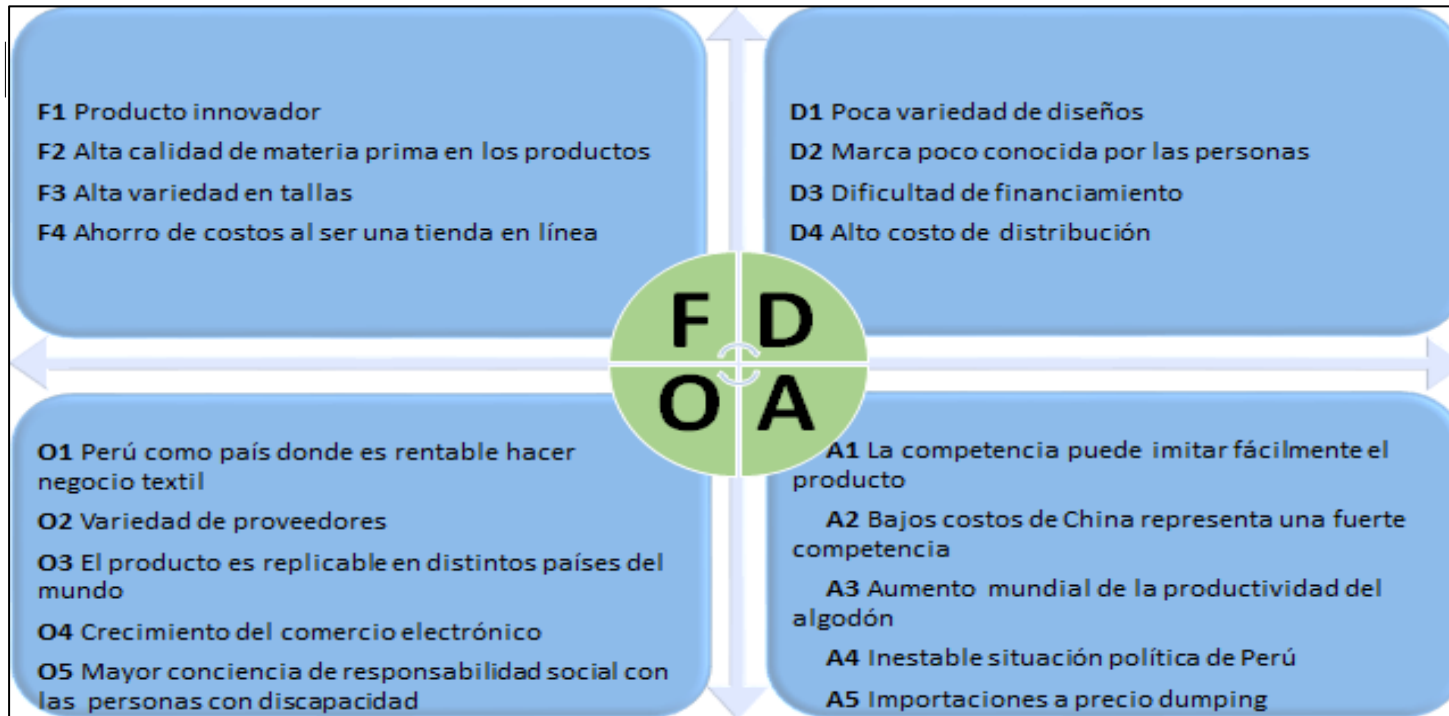 F1 Producto innovador
F2 Alta calidad de materia prima en los productos
F3 Alta variedad en tallas
F4 Ahorro de costos al ser una tienda en línea
D1 Poca variedad de diseños
D2 Marca poco conocida por las personas
D3 Dificultad de financiamiento
D4 Alto costo de distribución
F D
O A
O1 Perú como país donde es rentable hacer
negocio textil
O2 Variedad de proveedores
O3 El producto es replicable en distintos países del
mundo
O4 Crecimiento del comercio electrónico
O5 Mayor conciencia de responsabilidad social con
las personas con discapacidad
A1 La competencia puede imitar fácilmente el
producto
A2 Bajos costos de China representa una fuerte
competencia
A3 Aumento mundial de la productividad del
algodón
A4 Inestable situación política de Perú
A5 Importaciones a precio dumping